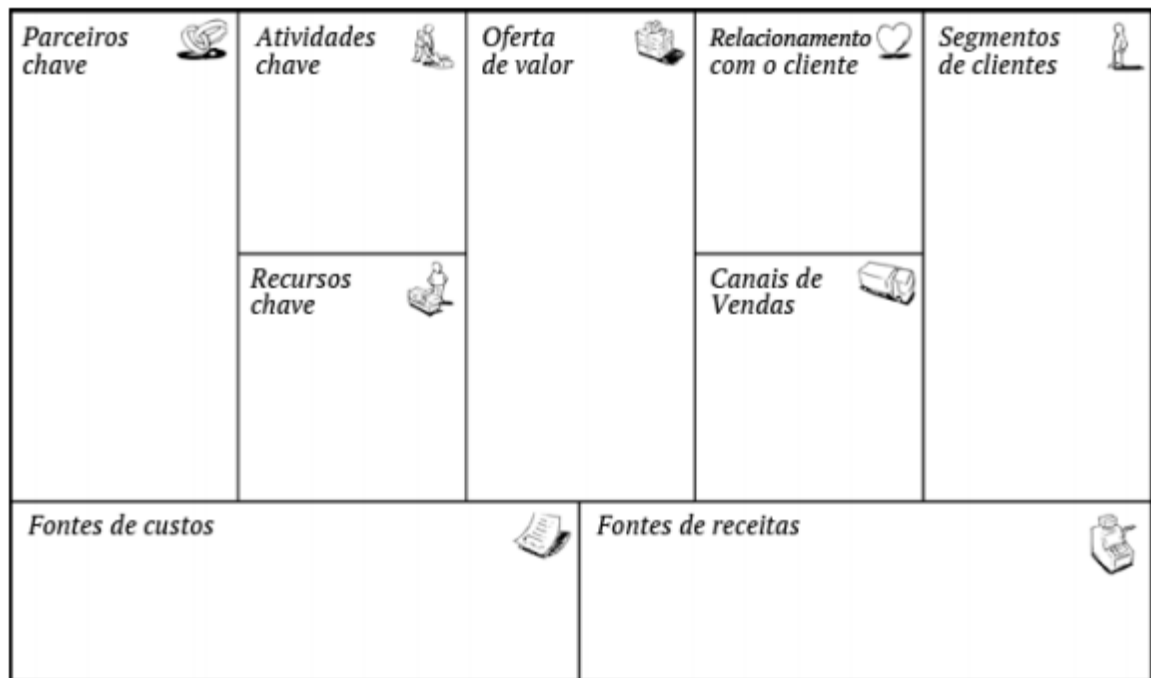 Parceiros
chave
Atividades
chave
Oferta
de valor
Relacionamento
com o cliente
Segmentos
de clientes
Recursos
chave
Canais de
Vendas
Fontes de custos
Fontes de receitas